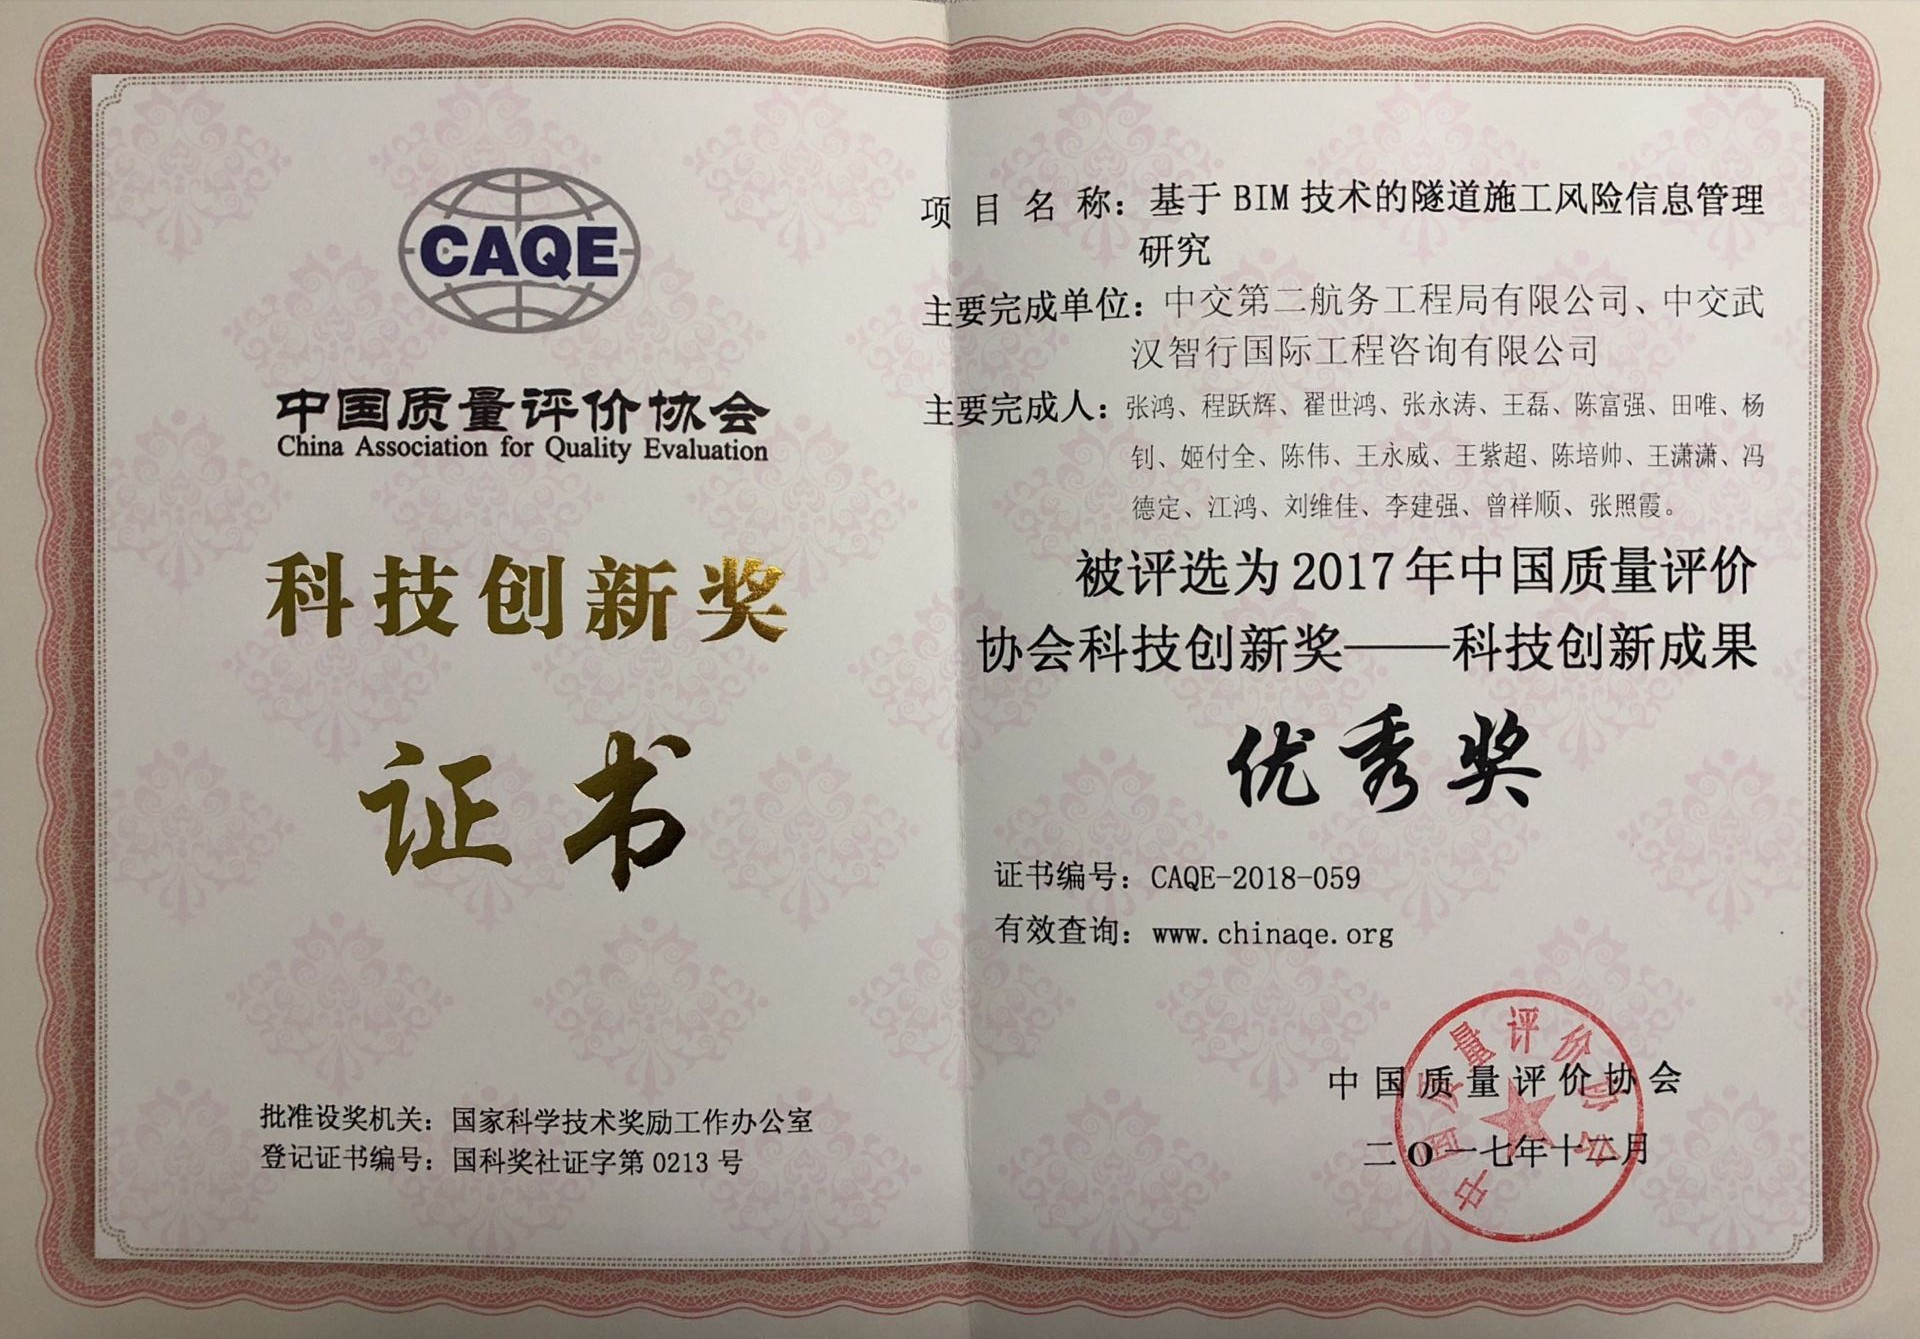 CAQE
中国质量评价协会
China Association for Quality Evaluation
科技创新奖
证书
批准设奖机关：国家科学技术奖励工作办公室
登记证书编号：国科奖社证字第0213号
项目名称：基于BIM技术的隧道施工风险信息管理
研究
主要完成单位：中交第二航务工程局有限公司、中交武
汉智行国际工程咨询有限公司
主要完成人：张鸿、程跃辉、翟世鸿、张永涛、王磊、陈富强、田唯、杨
钊、姬付全、陈伟、王永威、王紫超、陈培帅、王潇潇、冯
德定、江鸿、刘维佳、李建强、曾祥顺、张照霞。
被评选为2017年中国质量评价
协会科技创新奖——科技创新成果
优秀奖
证书编号：CAQE-2018-059
有效查询：www.chinaqe.org
中国质量评价协会
二〇一七年十二月
中国质量评价协会